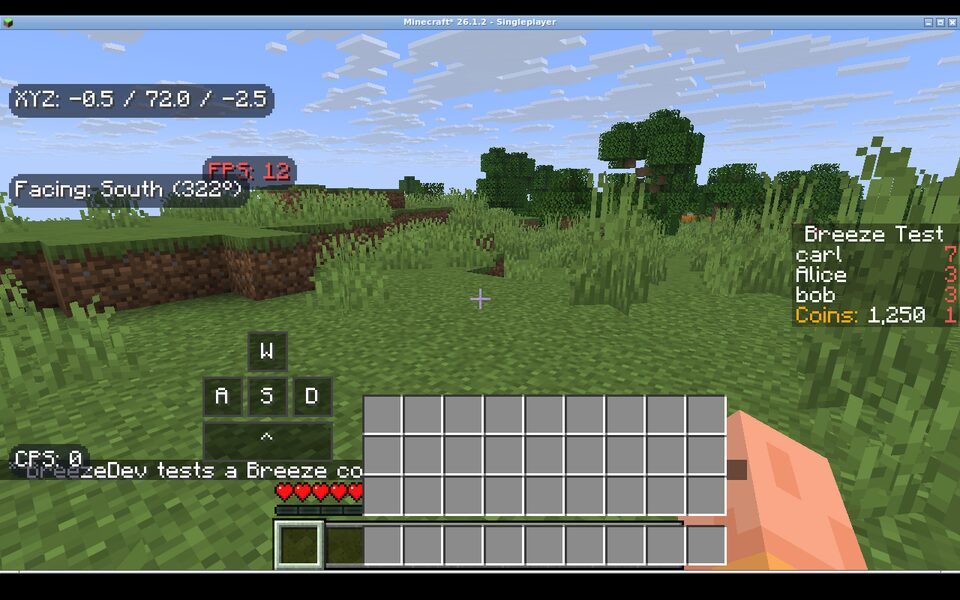 Minecraft* 26.1.2 - Singleplayer
XYZ: -0.5 / 72.0 / -2.5
FPS: 12
Facing: South (322°)
Breeze Test
carl 7
Alice 3
bob 3
Coins: 1,250 1
W
A S D
^
CPS: 0
BreezeDev tests a Breeze co